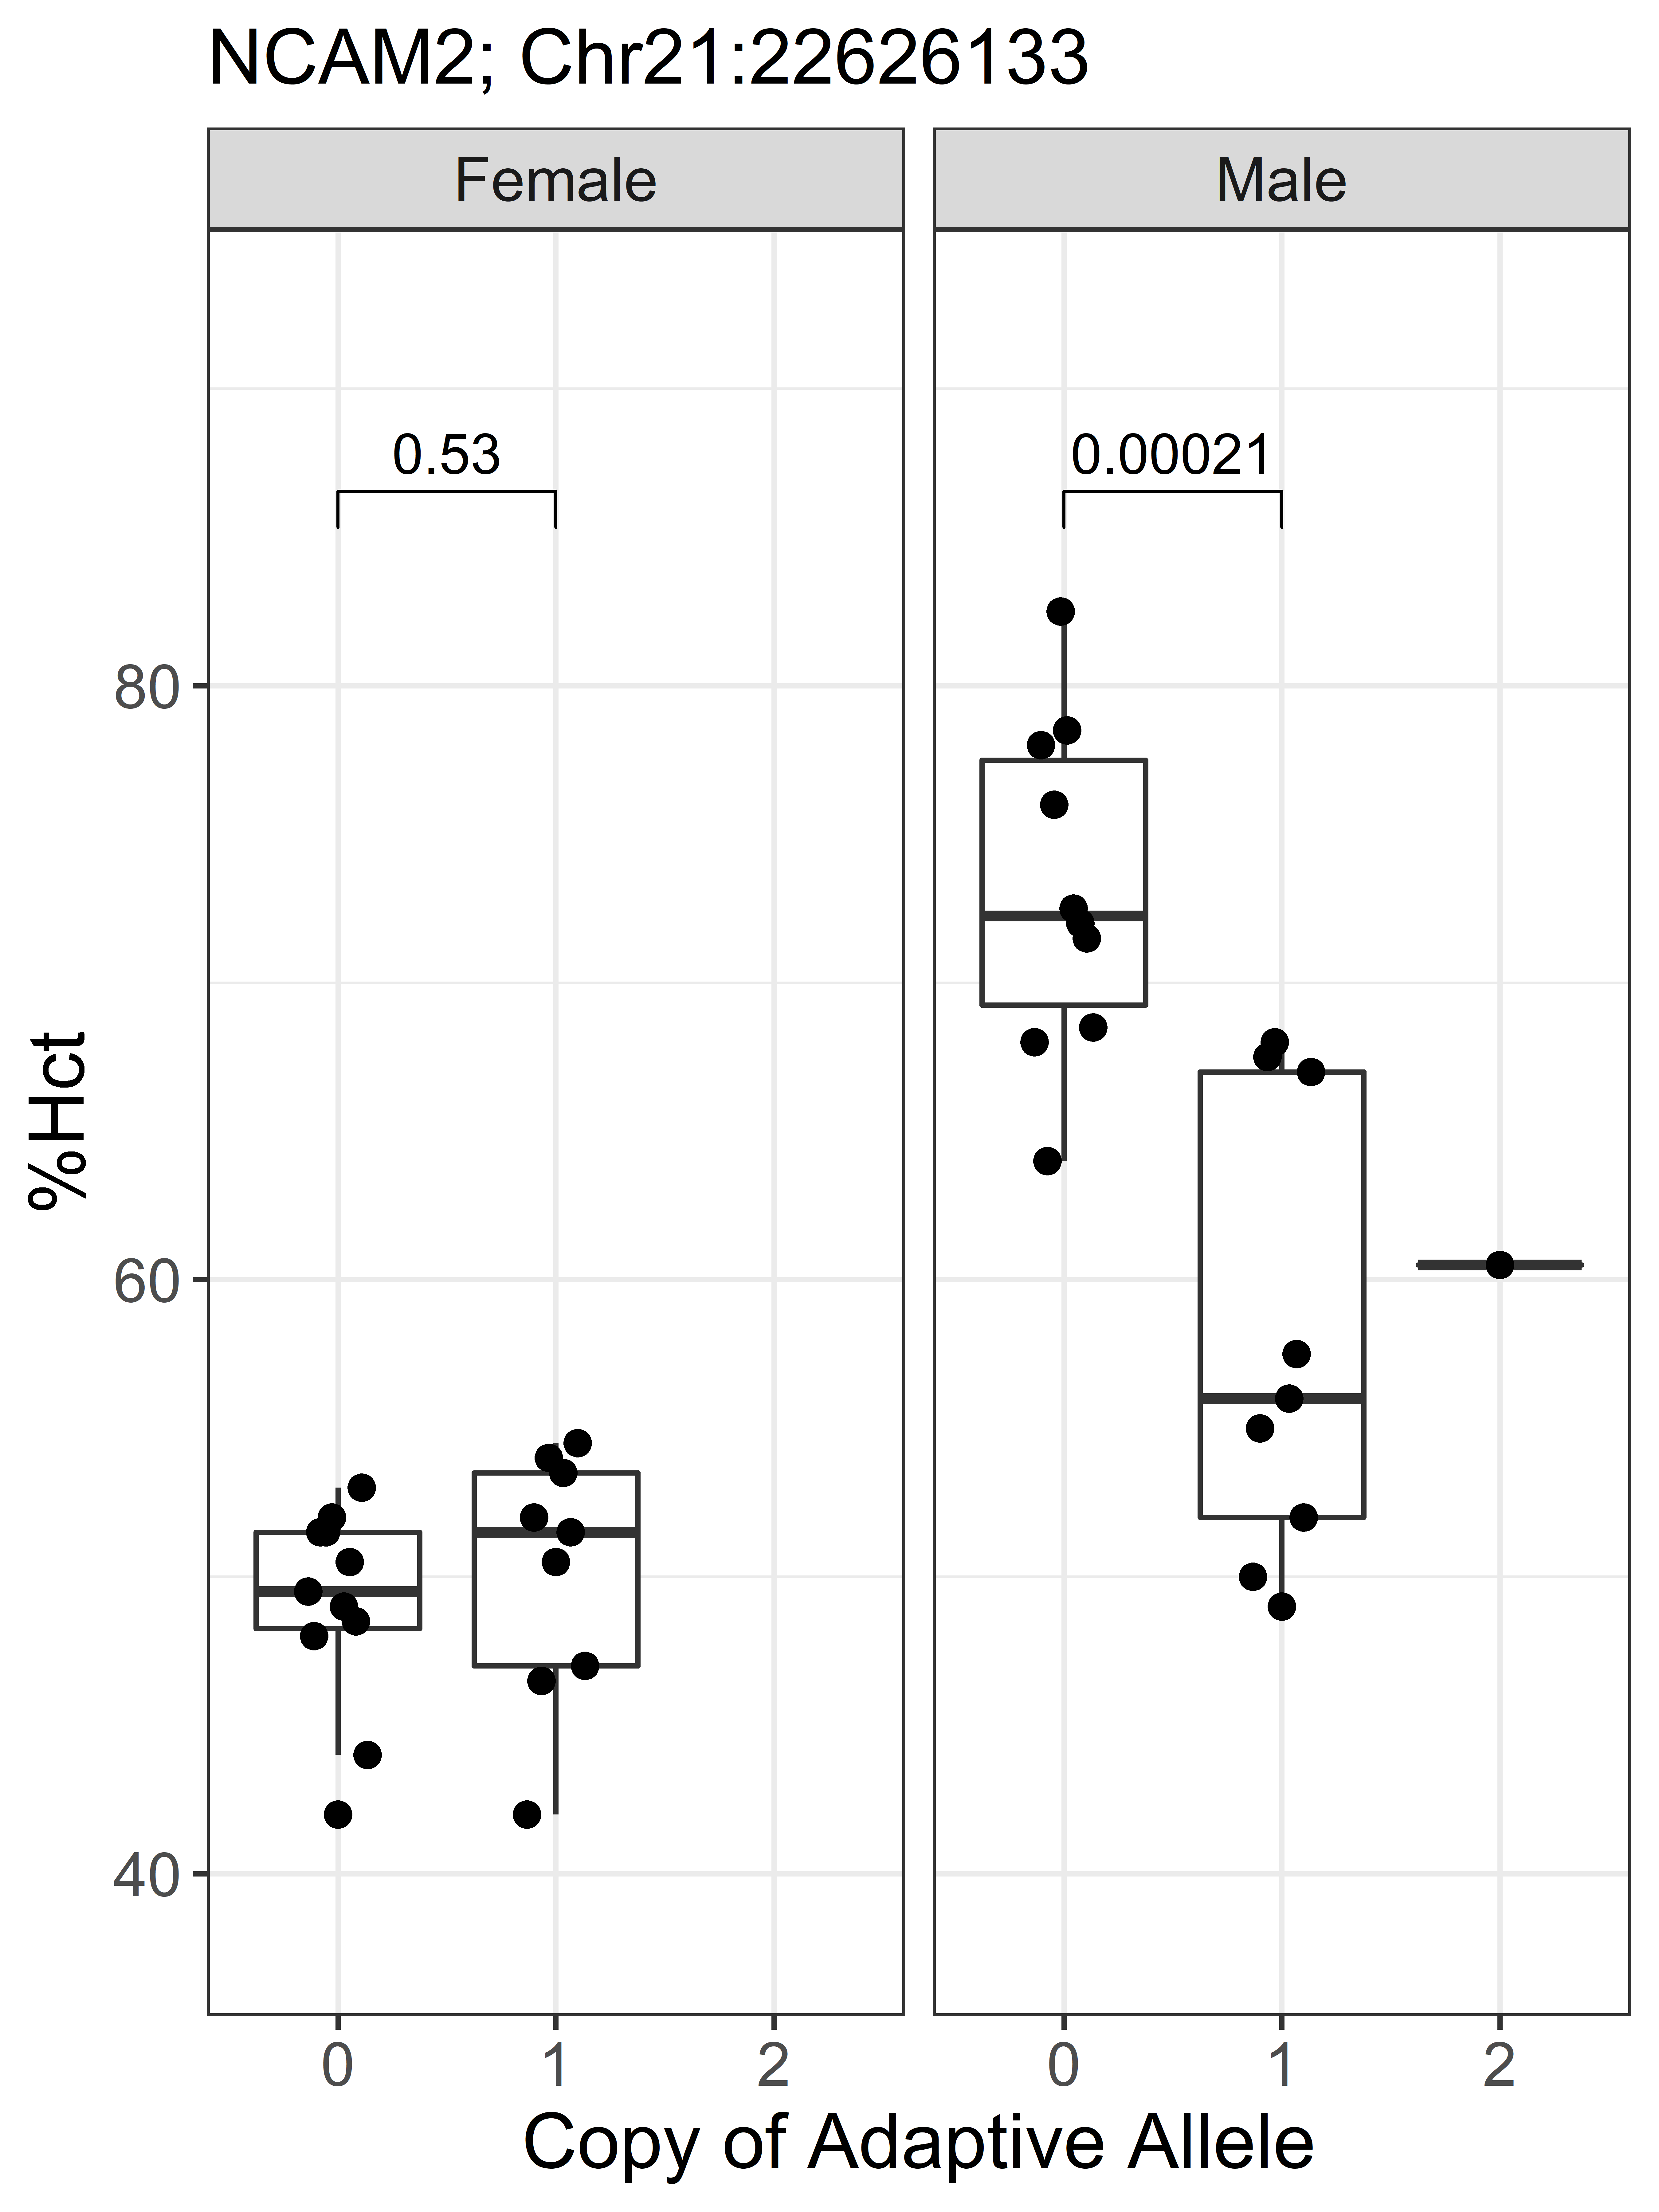 NCAM2; Chr21:22626133
Female
Male
0.53
0.00021
80
60
40
%Hct
0 1 2
0 1 2
Copy of Adaptive Allele